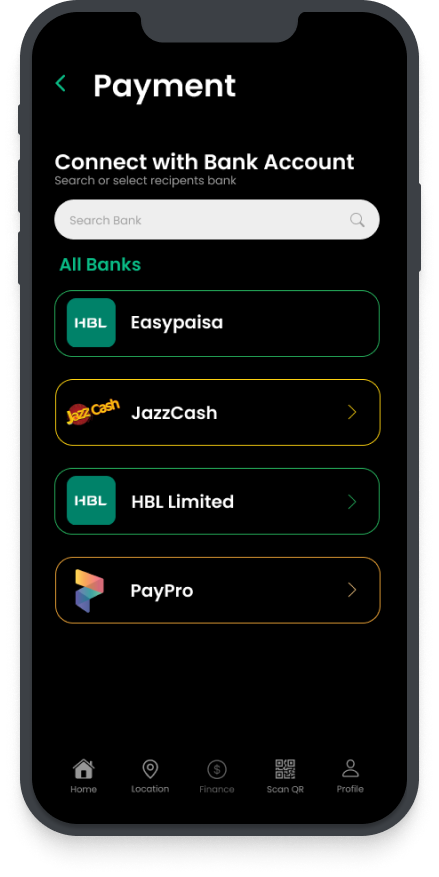 Payment
Connect with Bank Account
Search or select recipents bank
Search Bank
All Banks
HBL Easypaisa
Jazz Cash JazzCash
HBL HBL Limited
PayPro
Home Location Finance Scan QR Profile